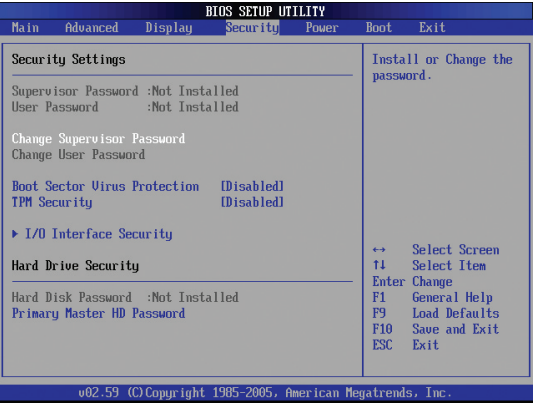 BIOS SETUP UTILITY
Main Advanced Display Security Power Boot Exit
Security Settings
Supervisor Password :Not Installed
User Password :Not Installed
Change Supervisor Password
Change User Password
Boot Sector Virus Protection [Disabled]
TPM Security [Disabled]
▶ I/O Interface Security
Hard Drive Security
Hard Disk Password :Not Installed
Primary Master HD Password
Install or Change the
password.
↔ Select Screen
↑↓ Select Item
Enter Change
F1 General Help
F9 Load Defaults
F10 Save and Exit
ESC Exit
v02.59 (C)Copyright 1985-2005, American Megatrends, Inc.